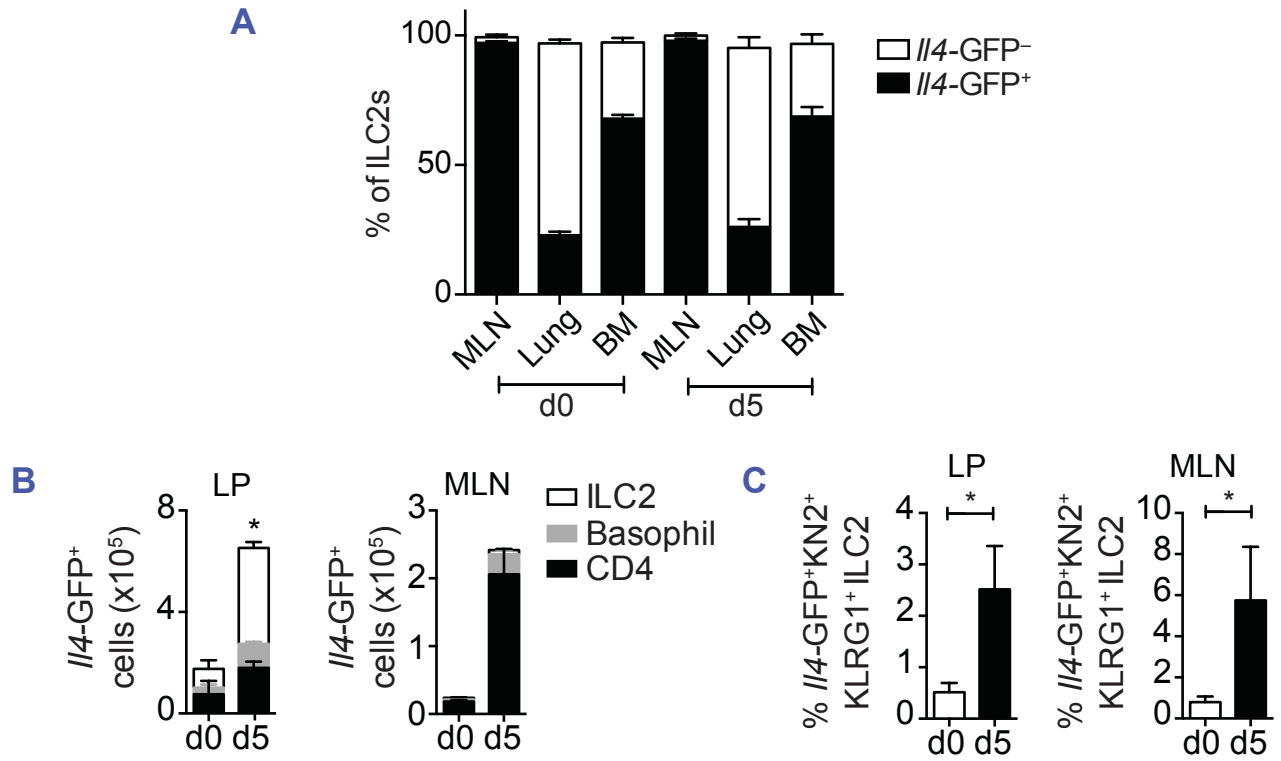 A
% of ILC2s
100
50
0
MLN
Lung
BM
MLN
Lung
BM
d0
d5
Il4-GFP–
Il4-GFP+
B
LP
Il4-GFP+
cells (x10⁵)
8
4
0
d0 d5
*
MLN
Il4-GFP+
cells (x10⁵)
3
2
1
0
d0 d5
ILC2
Basophil
CD4
C
LP
% Il4-GFP+KN2+
KLRG1+ ILC2
4
3
2
1
0
*
d0 d5
MLN
% Il4-GFP+KN2+
KLRG1+ ILC2
10
8
6
4
2
0
*
d0 d5